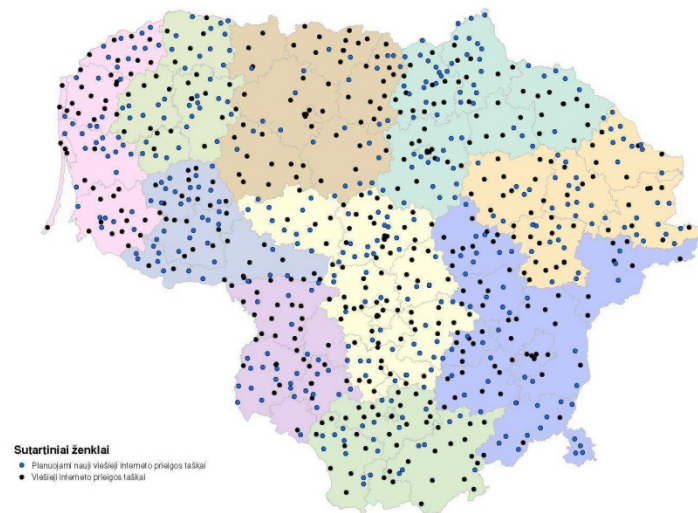 Sutartiniai ženklai
Planuojami nauji viešieji interneto prieigos taškai
Viešieji interneto prieigos taškai